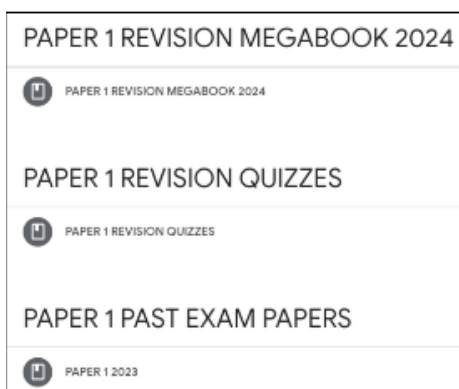 PAPER 1 REVISION MEGABOOK 2024
PAPER 1 REVISION MEGABOOK 2024
PAPER 1 REVISION QUIZZES
PAPER 1 REVISION QUIZZES
PAPER 1 PAST EXAM PAPERS
PAPER 1 2023